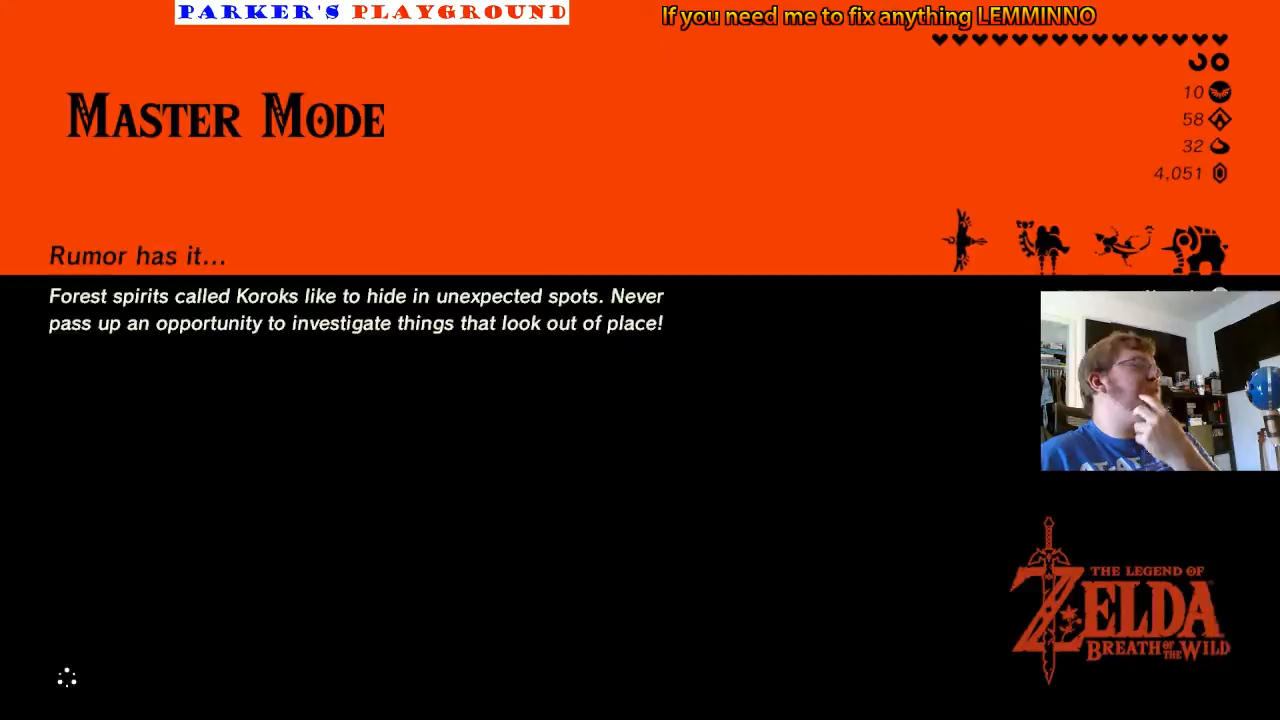 PARKER'S PLAYGROUND
If you need me to fix anything LEMMINNO
MASTER MODE
10
58
32
4,051
Rumor has it...
Forest spirits called Koroks like to hide in unexpected spots. Never
pass up an opportunity to investigate things that look out of place!
THE LEGEND OF
ZELDA
BREATH OF THE WILD